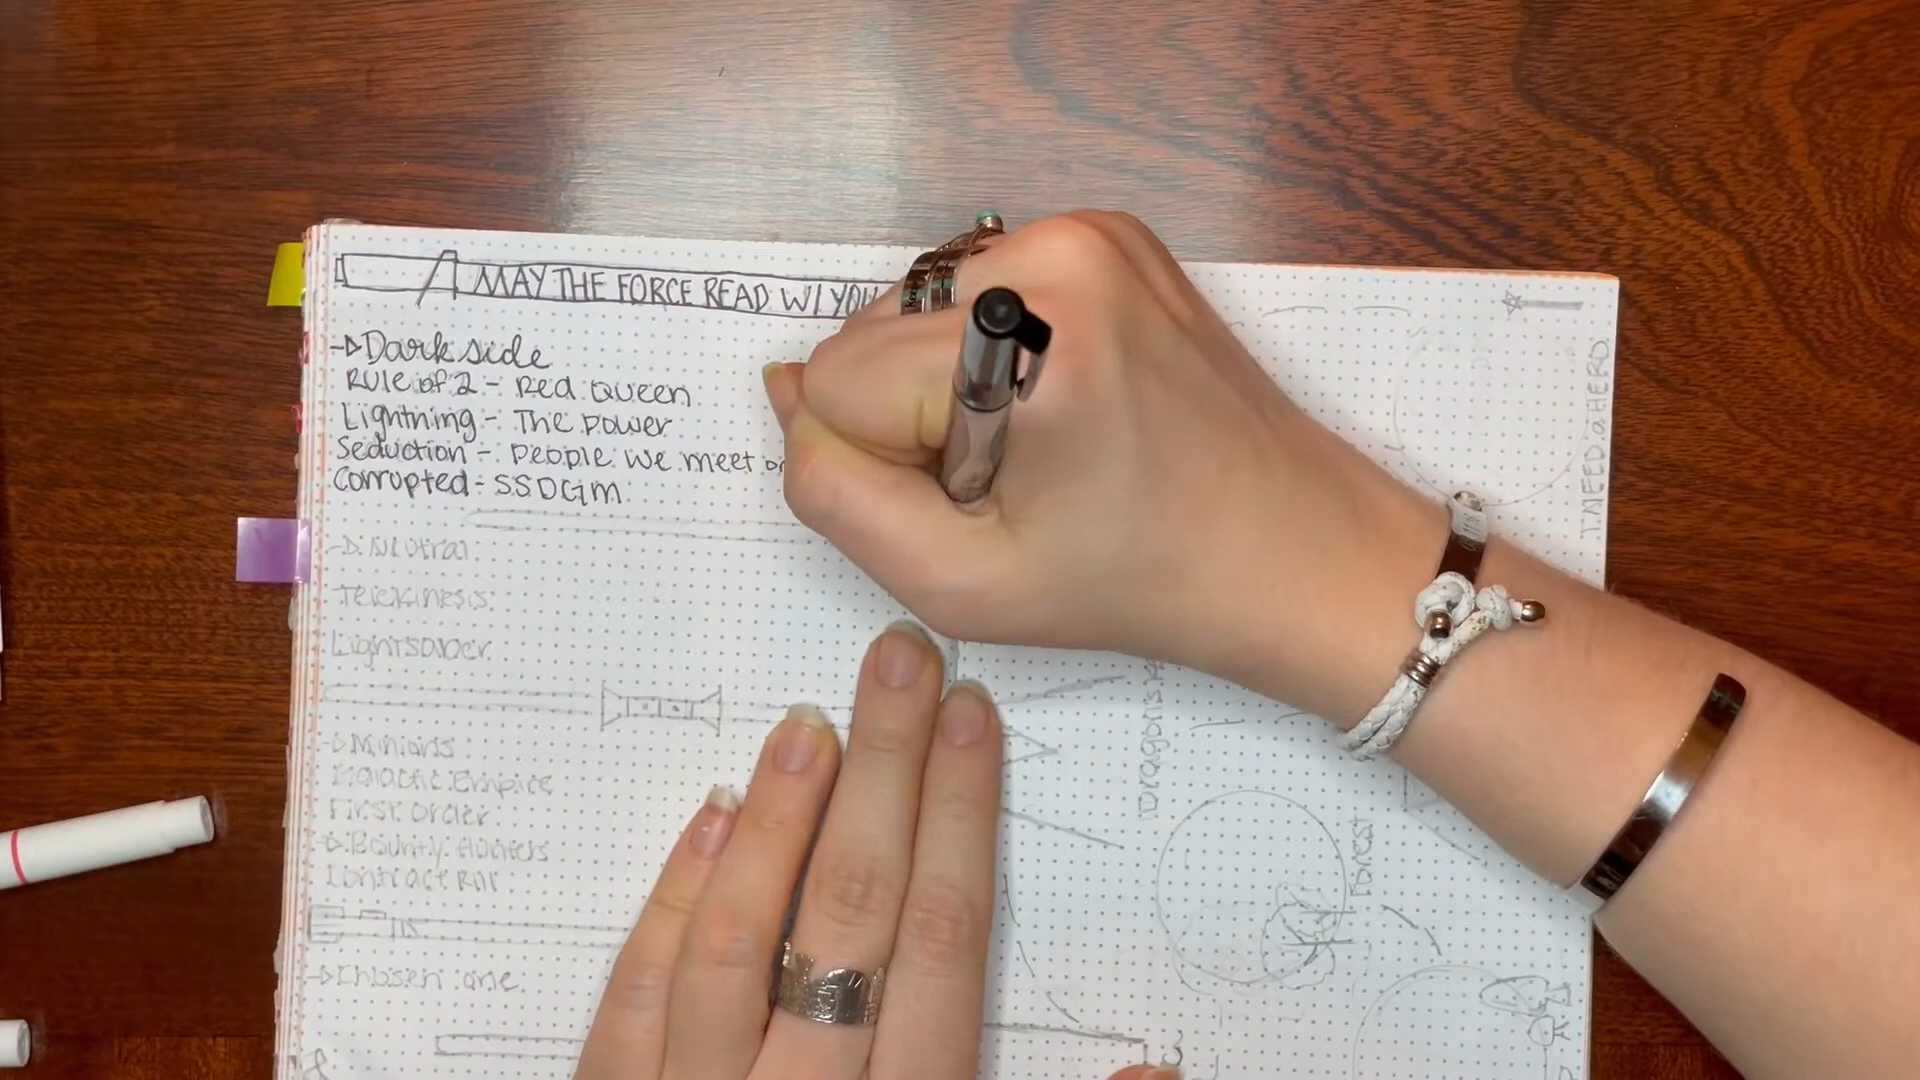 MAY THE FORCE READ W/ YOU
Dark side
Rule of 2 - Red Queen
Lightning - The Power
Seduction - People we meet on
Corrupted - SSDGM
Neutral
Telekinesis:
Lightsaber
Minions
Galactic Empire
First Order
Bounty Hunters
Contract Kill
Chosen one
I NEED a HERO
Dragons
Forest